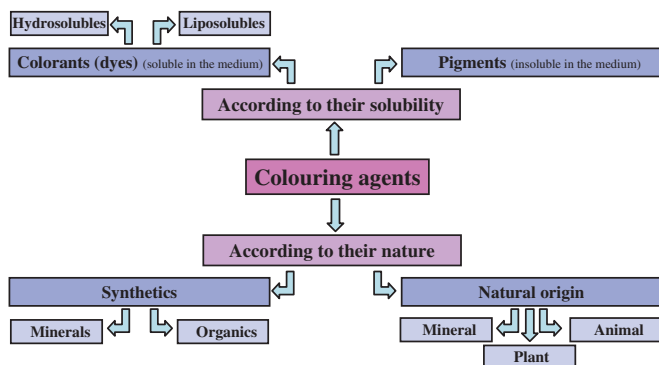 Hydrosolubles
Liposolubles
Colorants (dyes) (soluble in the medium)
Pigments (insoluble in the medium)
According to their solubility
Colouring agents
According to their nature
Synthetics
Natural origin
Minerals
Organics
Mineral
Animal
Plant